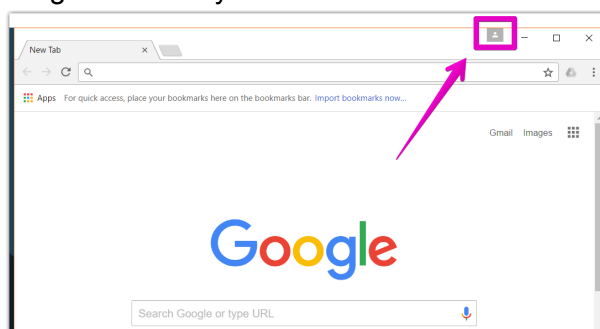 New Tab
Apps For quick access, place your bookmarks here on the bookmarks bar. Import bookmarks now...
Gmail Images
Google
Search Google or type URL